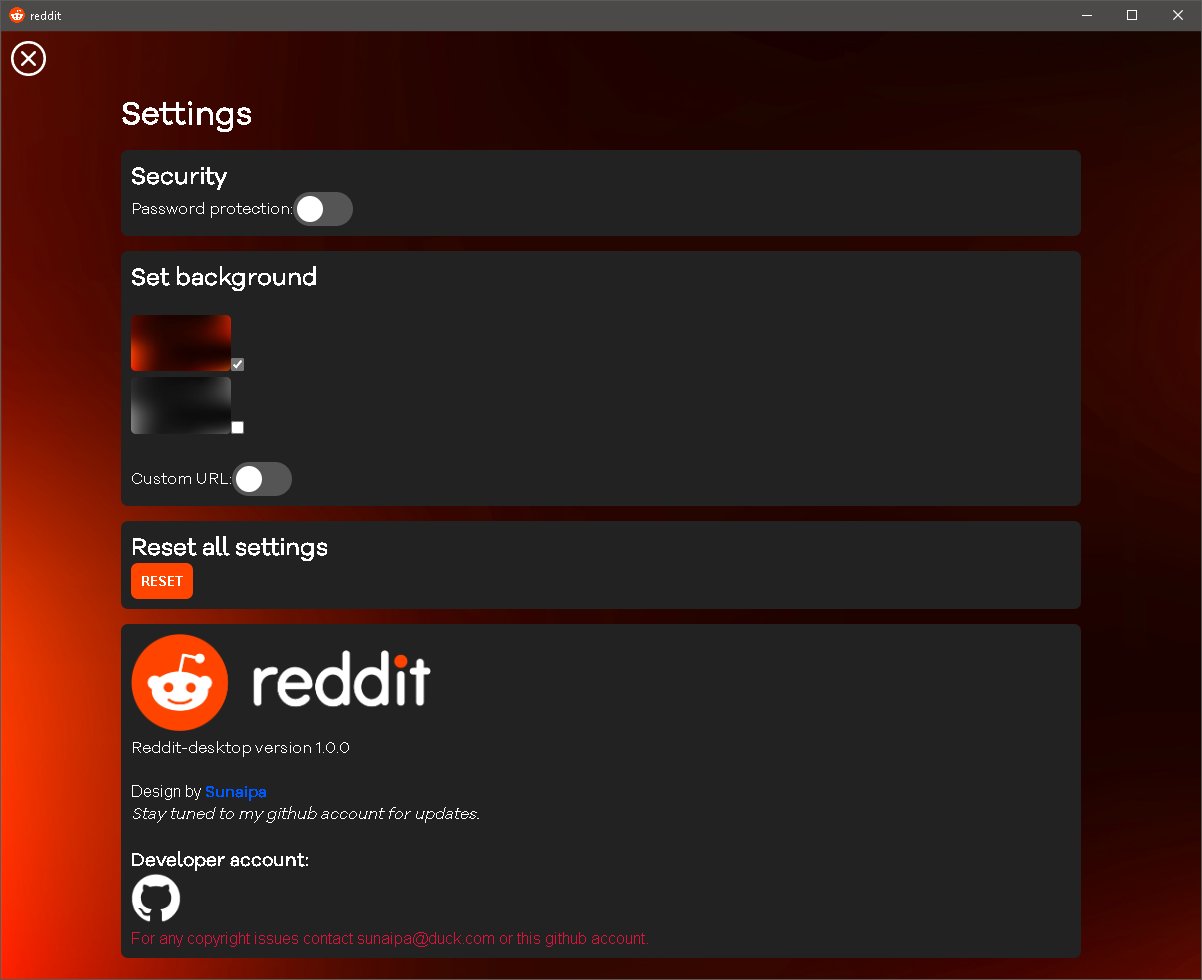 reddit
Settings
Security
Password protection:
Set background
Custom URL:
Reset all settings
RESET
reddit
Reddit-desktop version 1.0.0
Design by Sunaipa
Stay tuned to my github account for updates.
Developer account:
For any copyright issues contact sunaipa@duck.com or this github account.